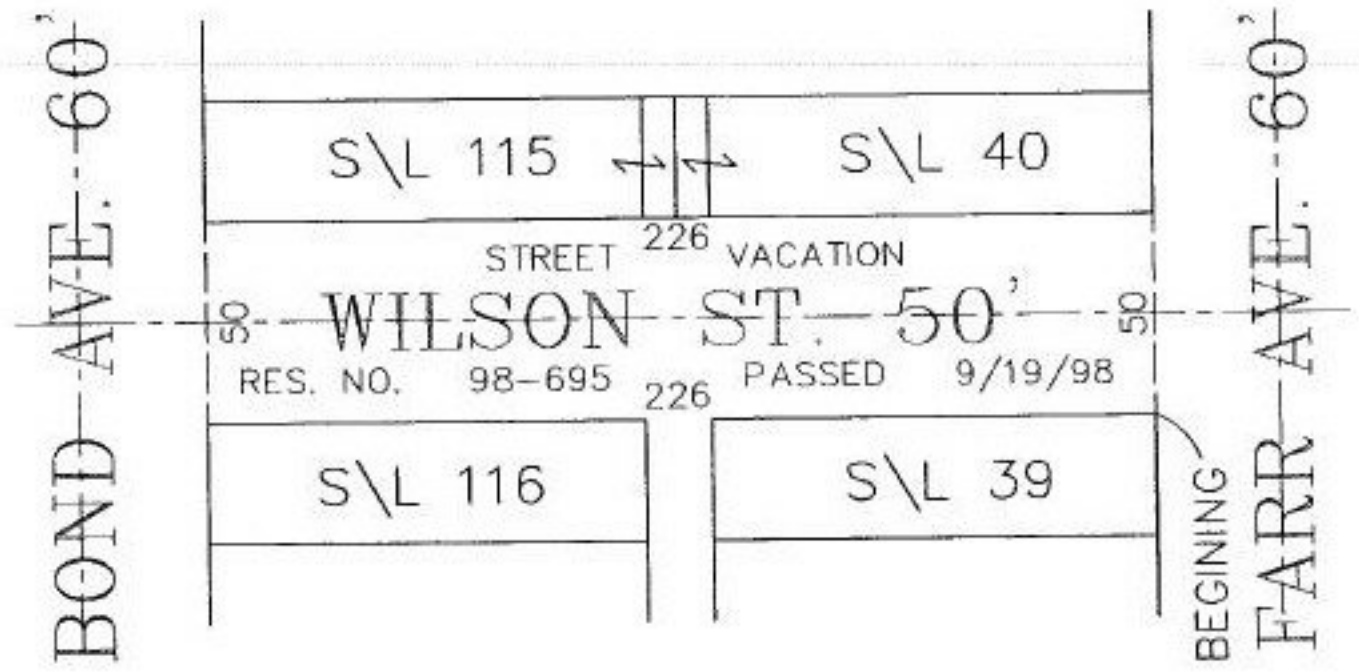 BOND AVE. 60'
S\L 115
S\L 40
226
STREET VACATION
50
WILSON ST. 50'
50
RES. NO. 98-695 PASSED 9/19/98
226
S\L 116
S\L 39
BEGINING
FARR AVE. 60'